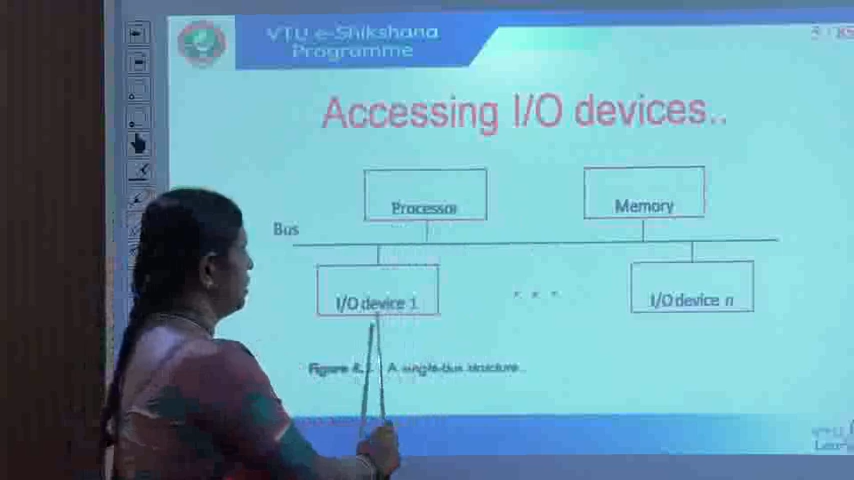 VTU e-Shikshana
Programme
Accessing I/O devices..
Processor
Memory
Bus
I/O device 1
. . .
I/O device n
A single-bus structure.